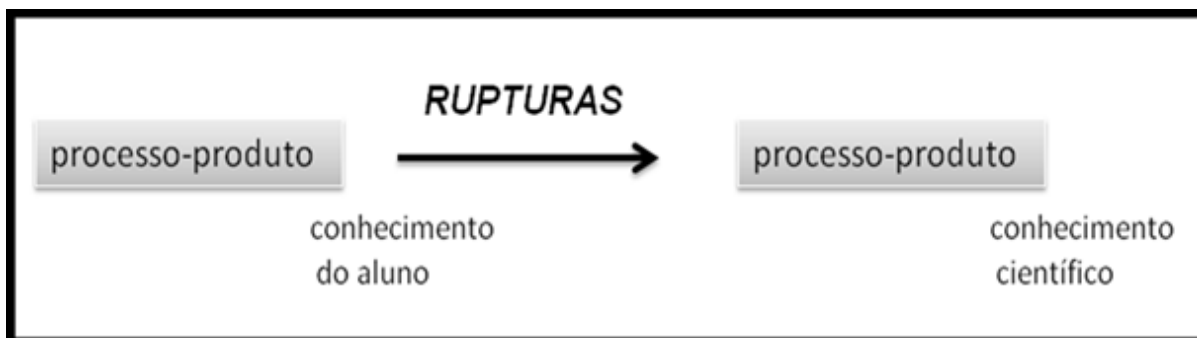 RUPTURAS
processo-produto
processo-produto
conhecimento
do aluno
conhecimento
científico